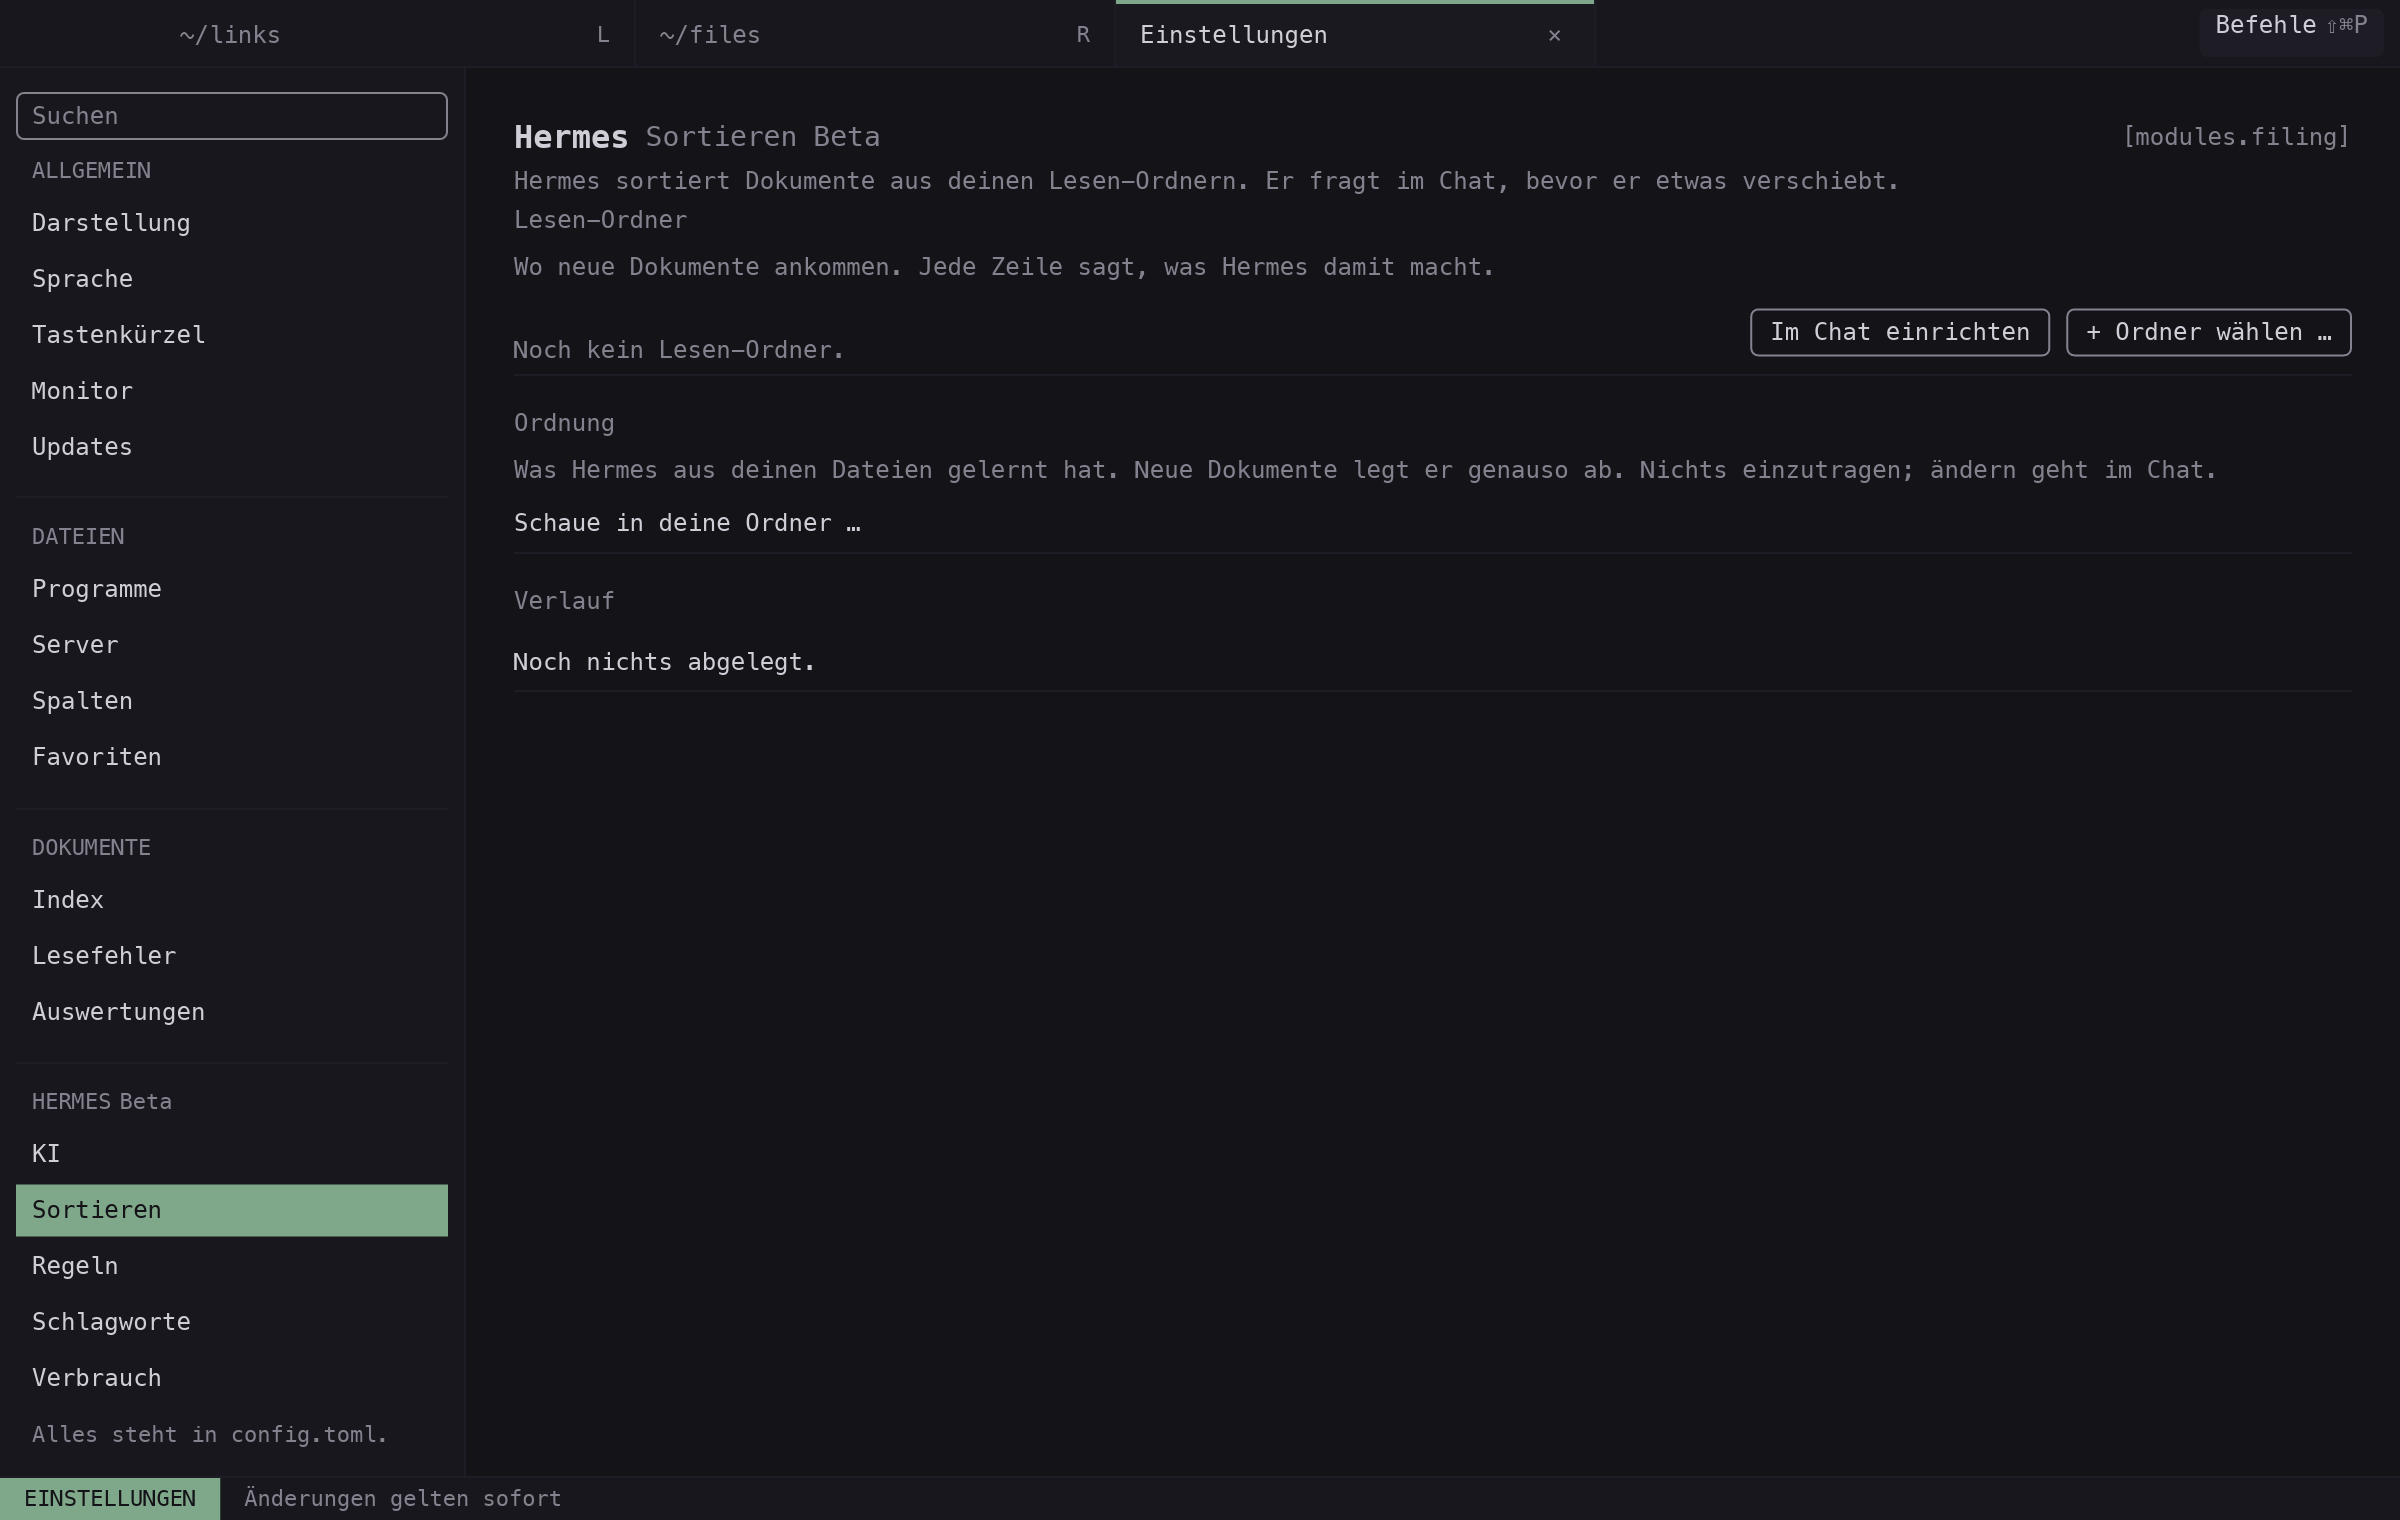 ~/links L ~/files R Einstellungen × Befehle ⇧⌘P
Suchen
ALLGEMEIN
Darstellung
Sprache
Tastenkürzel
Monitor
Updates
DATEIEN
Programme
Server
Spalten
Favoriten
DOKUMENTE
Index
Lesefehler
Auswertungen
HERMES Beta
KI
Sortieren
Regeln
Schlagworte
Verbrauch
Alles steht in config.toml.
Hermes Sortieren Beta [modules.filing]
Hermes sortiert Dokumente aus deinen Lesen-Ordnern. Er fragt im Chat, bevor er etwas verschiebt.
Lesen-Ordner
Wo neue Dokumente ankommen. Jede Zeile sagt, was Hermes damit macht.
Noch kein Lesen-Ordner. Im Chat einrichten + Ordner wählen …
Ordnung
Was Hermes aus deinen Dateien gelernt hat. Neue Dokumente legt er genauso ab. Nichts einzutragen; ändern geht im Chat.
Schaue in deine Ordner …
Verlauf
Noch nichts abgelegt.
EINSTELLUNGEN Änderungen gelten sofort